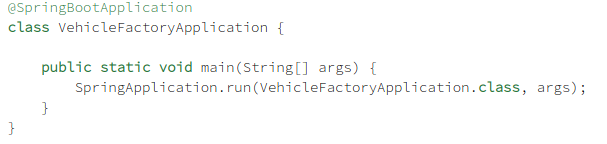 @SpringBootApplication
class VehicleFactoryApplication {
public static void main(String[] args) {
SpringApplication.run(VehicleFactoryApplication.class, args);
}
}